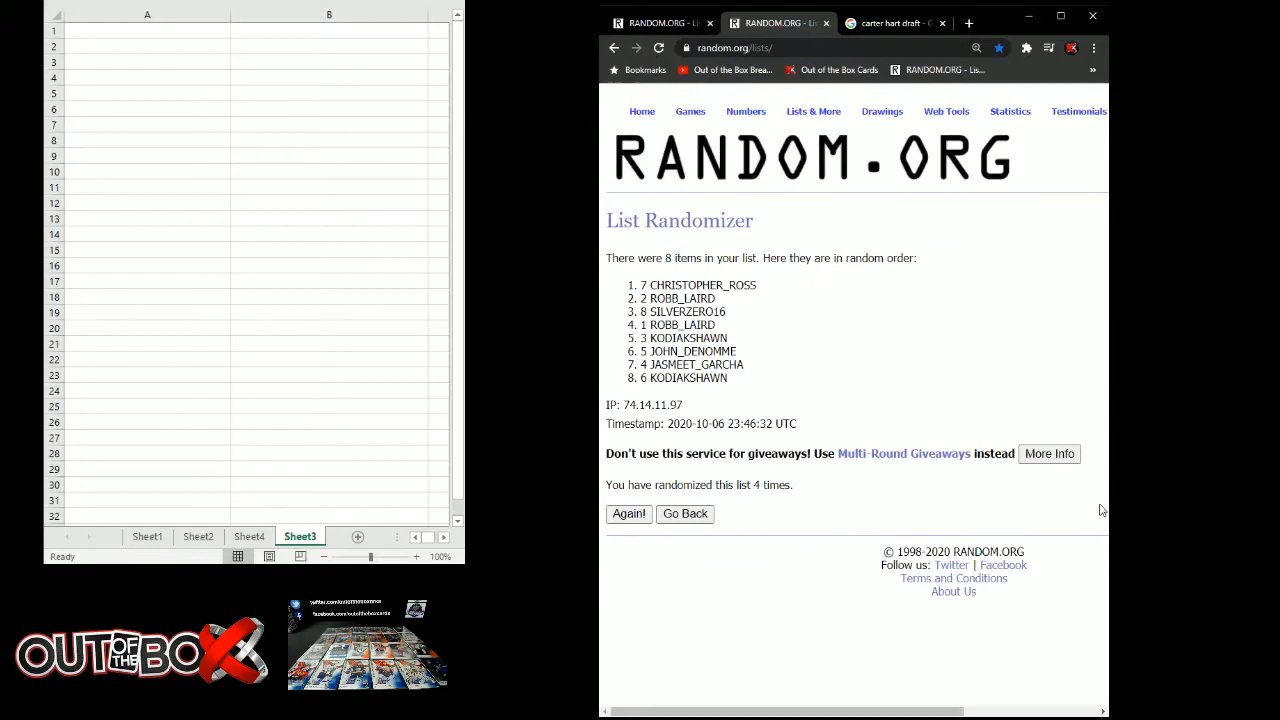 A B
1
2
3
4
5
6
7
8
9
10
11
12
13
14
15
16
17
18
19
20
21
22
23
24
25
26
27
28
29
30
31
32
Sheet1 Sheet2 Sheet4 Sheet3
Ready 100%
OUT OF THE BOX
facebook.com/outoftheboxcards
RANDOM.ORG - Li RANDOM.ORG - Li carter hart draft - G
random.org/lists/
Bookmarks Out of the Box Brea... Out of the Box Cards RANDOM.ORG - Lis... »
Home Games Numbers Lists & More Drawings Web Tools Statistics Testimonials
RANDOM.ORG
List Randomizer
There were 8 items in your list. Here they are in random order:
1. 7 CHRISTOPHER_ROSS
2. 2 ROBB_LAIRD
3. 8 SILVERZERO16
4. 1 ROBB_LAIRD
5. 3 KODIAKSHAWN
6. 5 JOHN_DENOMME
7. 4 JASMEET_GARCHA
8. 6 KODIAKSHAWN
IP: 74.14.11.97
Timestamp: 2020-10-06 23:46:32 UTC
Don't use this service for giveaways! Use Multi-Round Giveaways instead More Info
You have randomized this list 4 times.
Again! Go Back
© 1998-2020 RANDOM.ORG
Follow us: Twitter | Facebook
Terms and Conditions
About Us